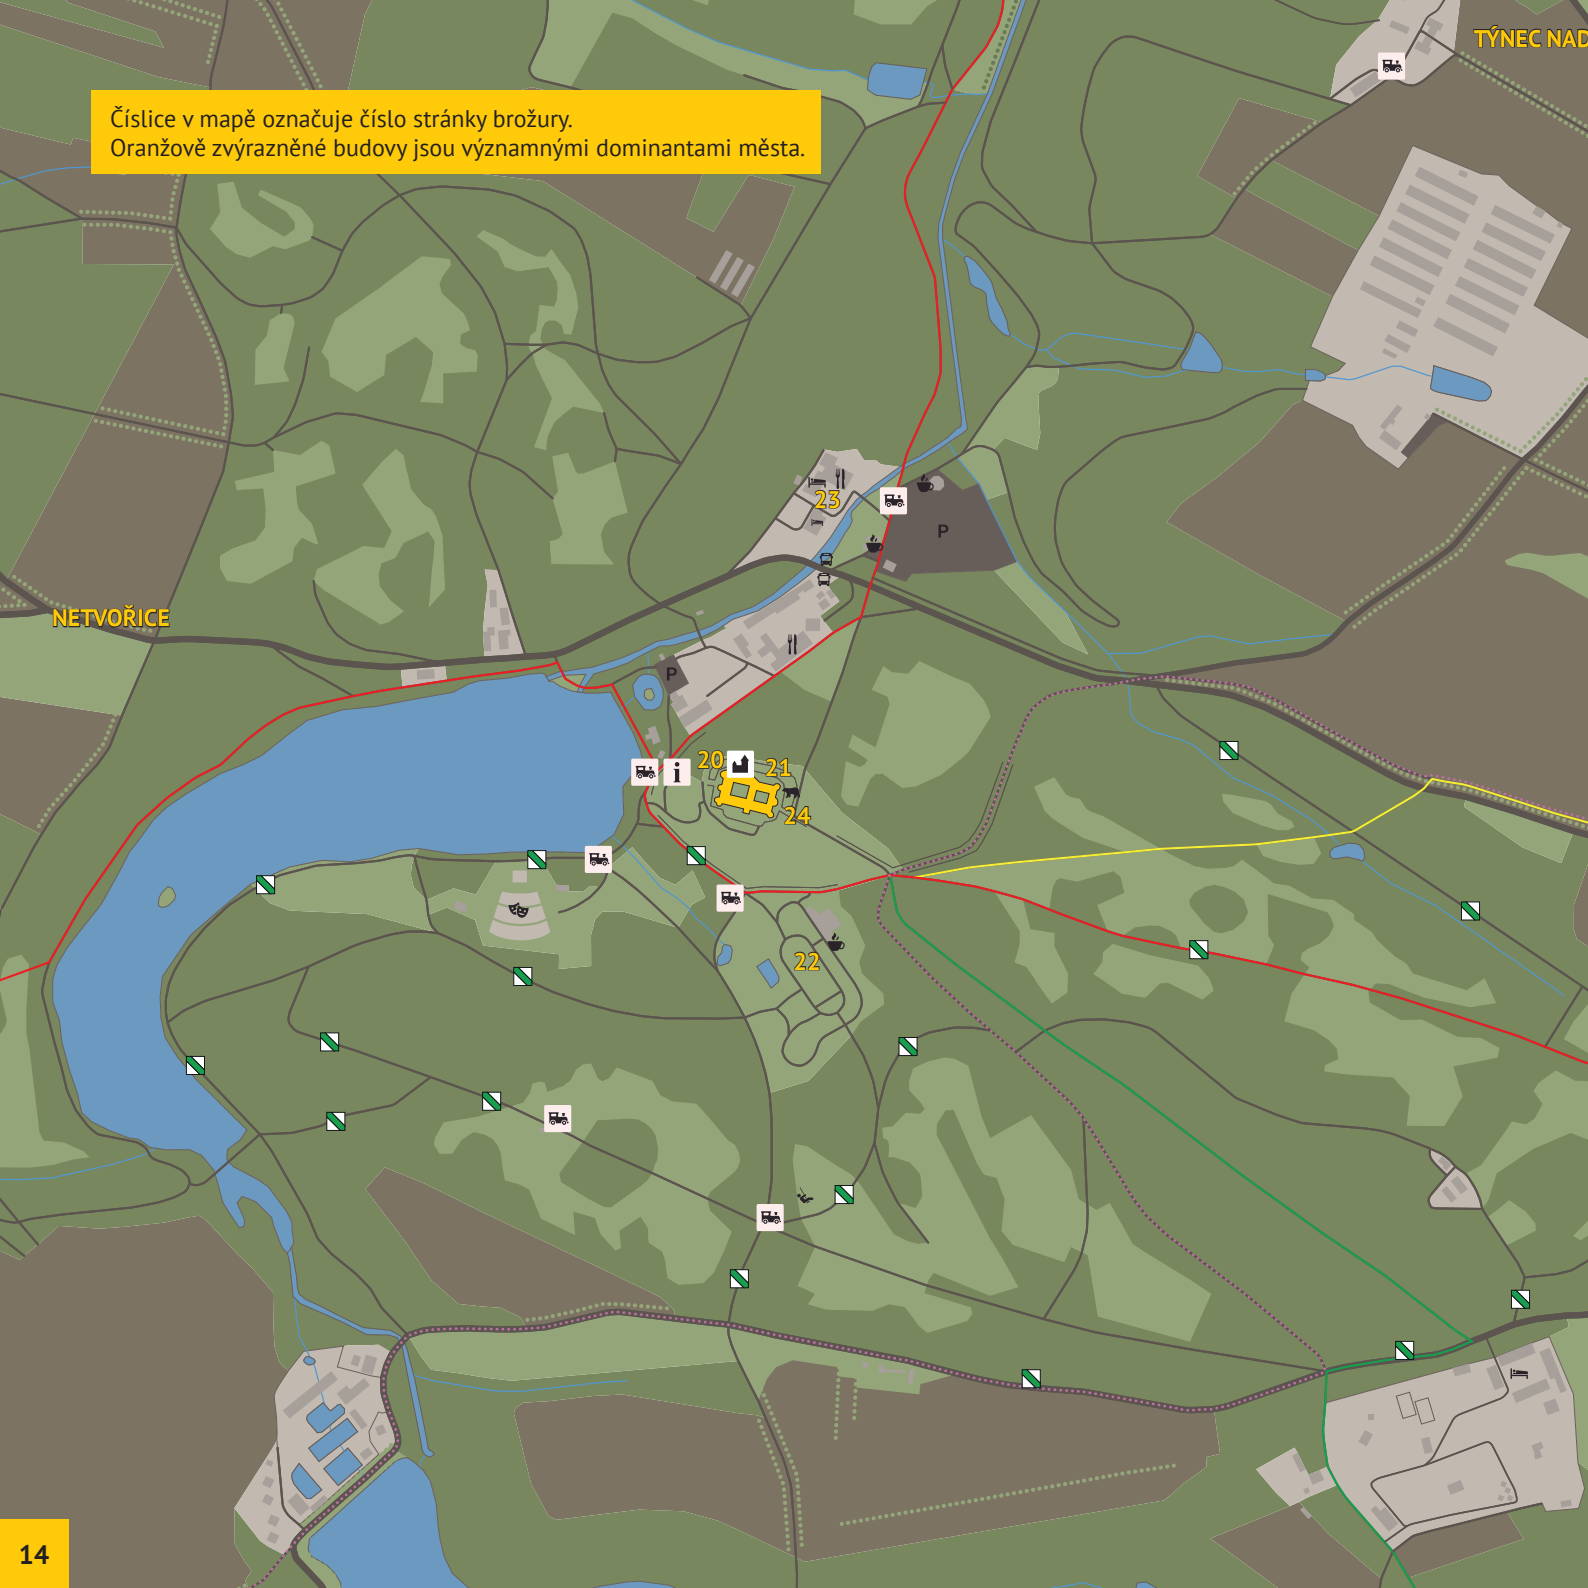 TÝNEC NAD
Číslice v mapě označuje číslo stránky brožury.
Oranžově zvýrazněné budovy jsou významnými dominantami města.
23
P
NETVOŘICE
P
20
i
21
24
22
14